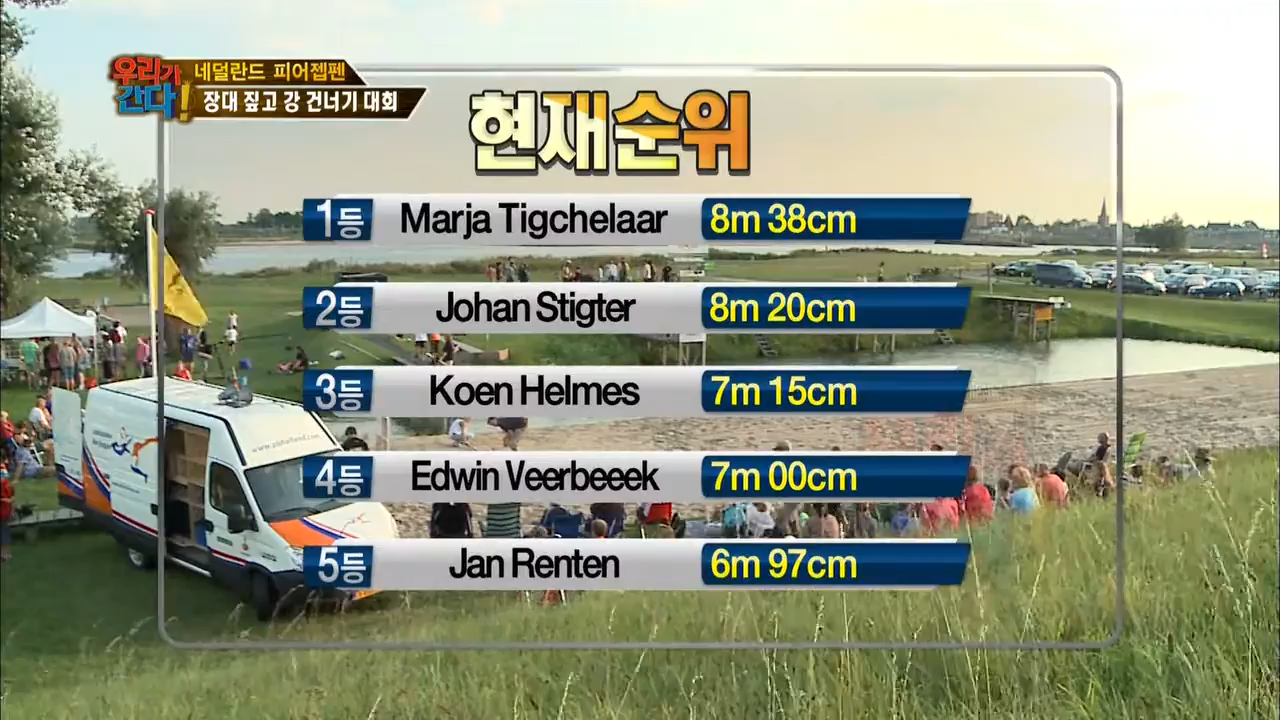 우리가 간다!
네덜란드 피어젭펜
장대 짚고 강 건너기 대회
현재순위
1등 Marja Tigchelaar 8m 38cm
2등 Johan Stigter 8m 20cm
3등 Koen Helmes 7m 15cm
4등 Edwin Veerbeeek 7m 00cm
5등 Jan Renten 6m 97cm